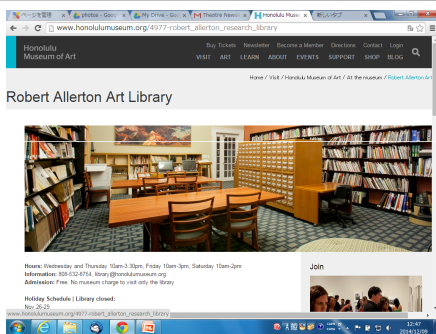 ページを管理
photos - Google
My Drive - Goo
Theatre News
Honolulu Muse
新しいタブ
www.honolulumuseum.org/4977-robert_allerton_research_library
Honolulu
Museum of Art
Buy Tickets Newsletter Become a Member Directions Contact Login
VISIT ART LEARN ABOUT EVENTS SUPPORT SHOP BLOG
Home / Visit / Honolulu Museum of Art / At the museum / Robert Allerton Art
Robert Allerton Art Library
Hours: Wednesday and Thursday 10am-3:30pm, Friday 10am-3pm, Saturday 10am-2pm
Information: 808-532-8754, library@honolulumuseum.org
Admission: Free. No museum charge to visit only the library
Join
Holiday Schedule | Library closed:
Nov 26-29
www.honolulumuseum.org/4977-robert_allerton_research_library
12:47
2014/12/09